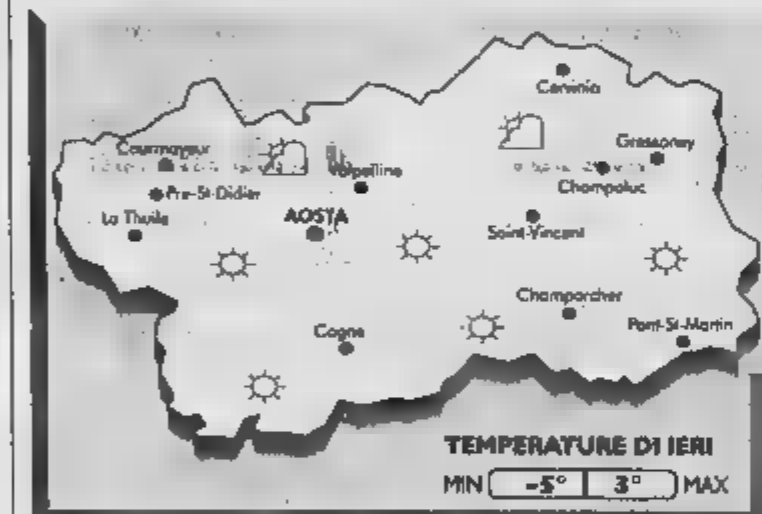 Cervinia
Courmayeur
Gressoney
Valpelline
Champoluc
Pre-St-Didier
La Thuile
AOSTA
Saint-Vincent
Champorcher
Cogne
Pont-St-Martin
TEMPERATURE DI IERI
MIN -5° 3° MAX